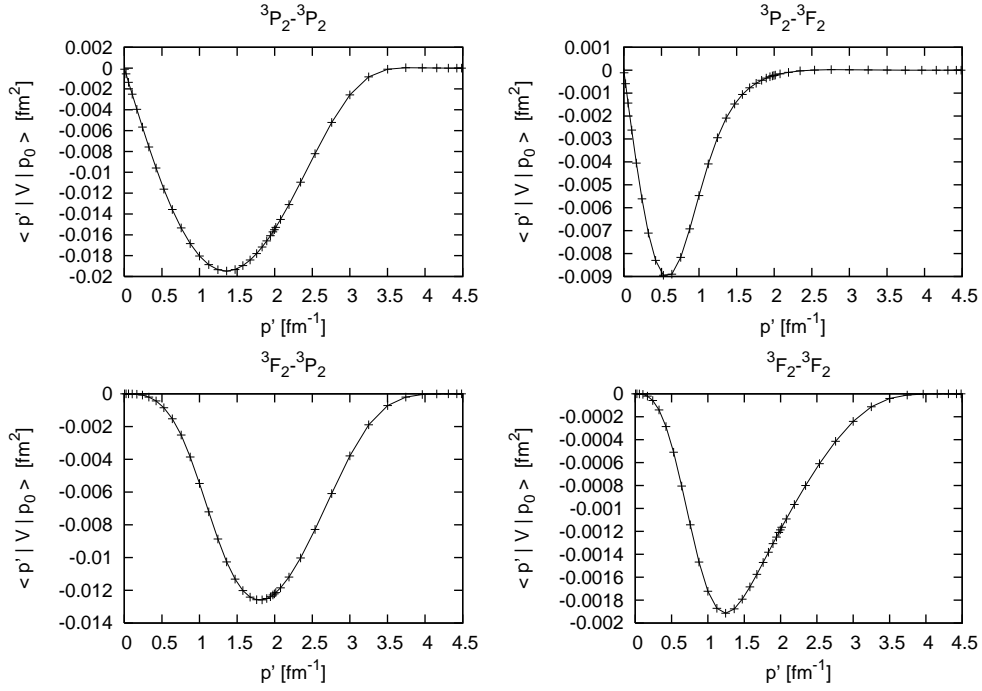 ³P₂-³P₂
0.002
0
-0.002
-0.004
-0.006
-0.008
-0.01
-0.012
-0.014
-0.016
-0.018
-0.02
< p' | V | p₀ > [fm²]
0 0.5 1 1.5 2 2.5 3 3.5 4 4.5
p' [fm⁻¹]
³P₂-³F₂
0.001
0
-0.001
-0.002
-0.003
-0.004
-0.005
-0.006
-0.007
-0.008
-0.009
< p' | V | p₀ > [fm²]
0 0.5 1 1.5 2 2.5 3 3.5 4 4.5
p' [fm⁻¹]
³F₂-³P₂
0
-0.002
-0.004
-0.006
-0.008
-0.01
-0.012
-0.014
< p' | V | p₀ > [fm²]
0 0.5 1 1.5 2 2.5 3 3.5 4 4.5
p' [fm⁻¹]
³F₂-³F₂
0
-0.0002
-0.0004
-0.0006
-0.0008
-0.001
-0.0012
-0.0014
-0.0016
-0.0018
-0.002
< p' | V | p₀ > [fm²]
0 0.5 1 1.5 2 2.5 3 3.5 4 4.5
p' [fm⁻¹]